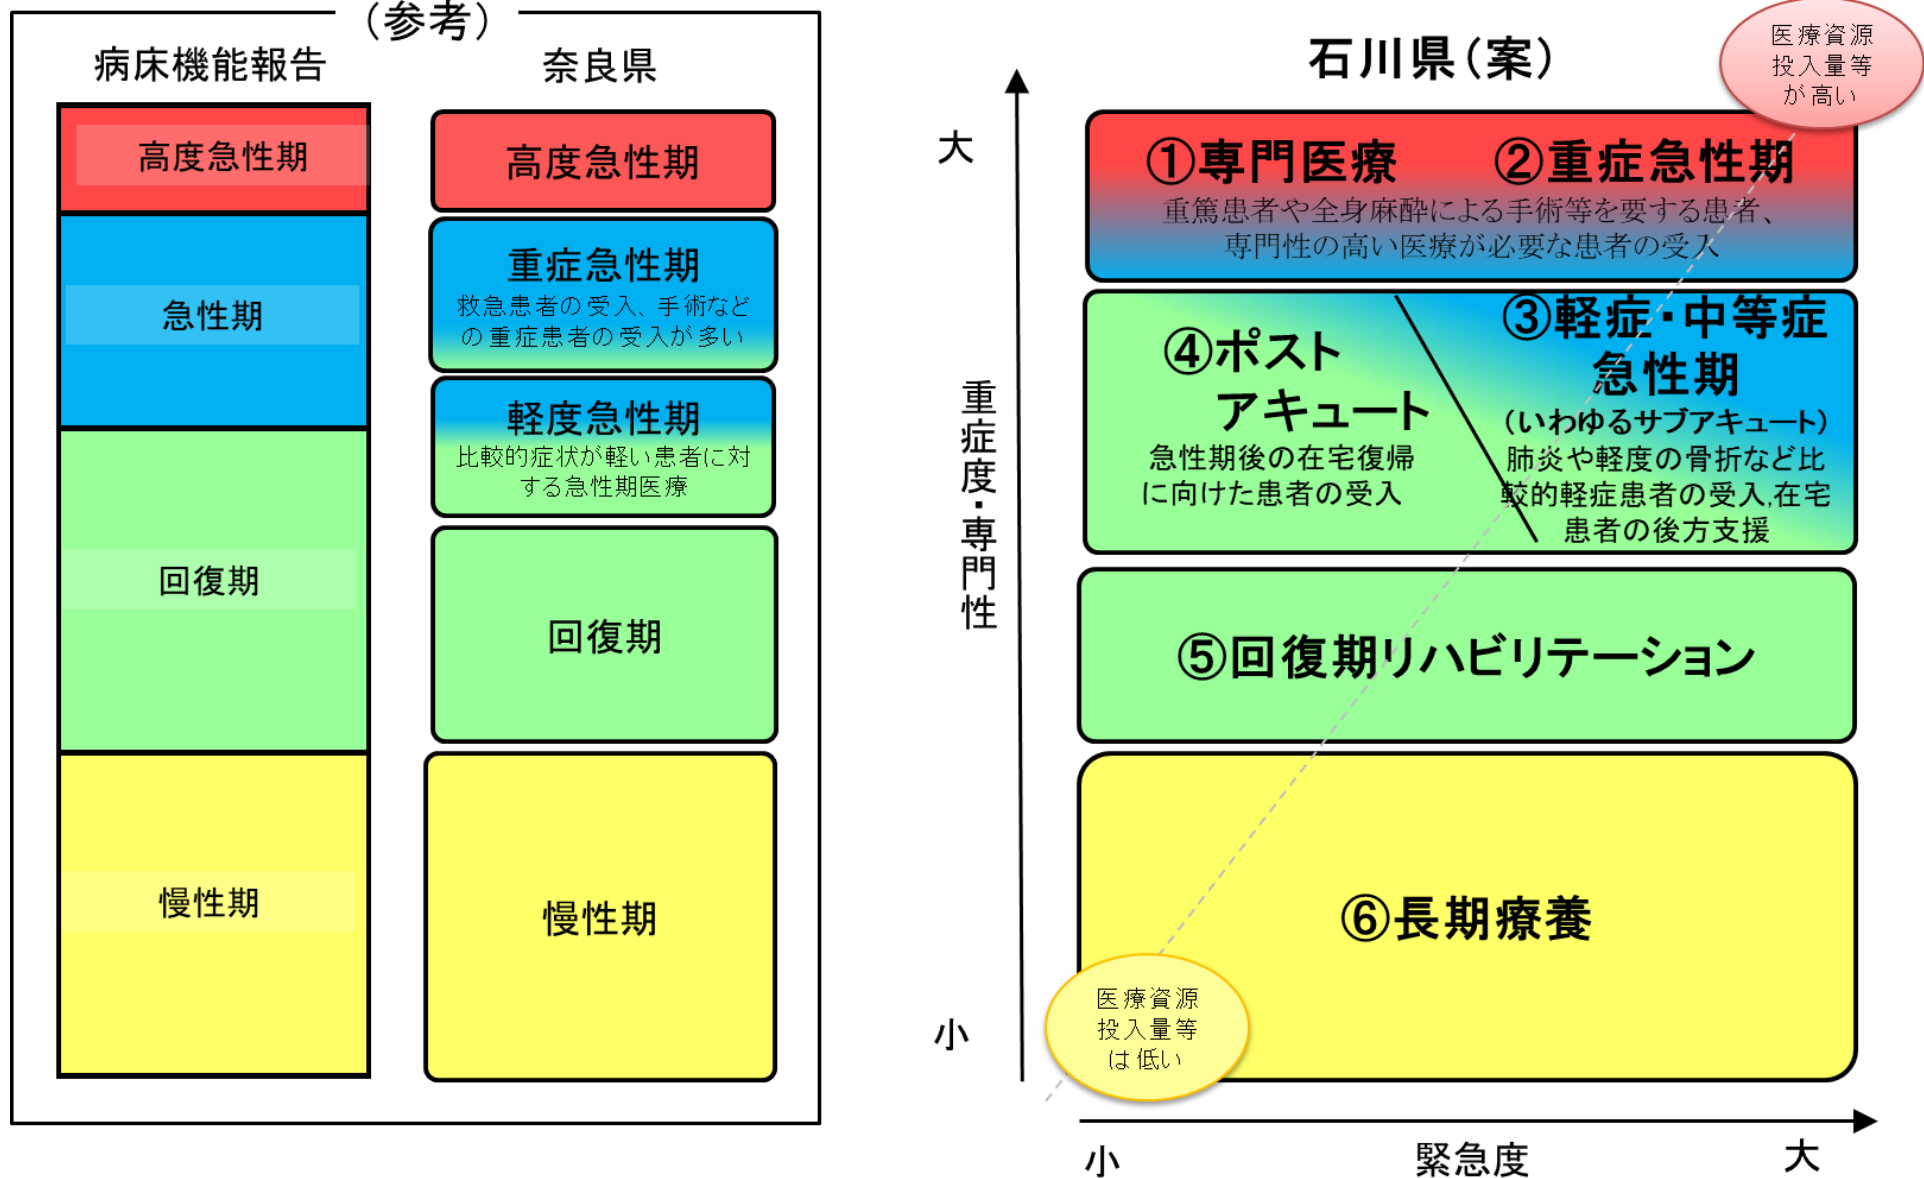 （参考）
病床機能報告
高度急性期
急性期
回復期
慢性期
奈良県
高度急性期
重症急性期
救急患者の受入、手術など
の重症患者の受入が多い
軽度急性期
比較的症状が軽い患者に対
する急性期医療
回復期
慢性期
石川県（案）
医療資源
投入量等
が高い
大
重症度・専門性
小
①専門医療
②重症急性期
重篤患者や全身麻酔による手術等を要する患者、
専門性の高い医療が必要な患者の受入
④ポスト
アキュート
急性期後の在宅復帰
に向けた患者の受入
③軽症・中等症
急性期
（いわゆるサブアキュート）
肺炎や軽度の骨折など比
較的軽症患者の受入,在宅
患者の後方支援
⑤回復期リハビリテーション
⑥長期療養
医療資源
投入量等
は低い
小
緊急度
大